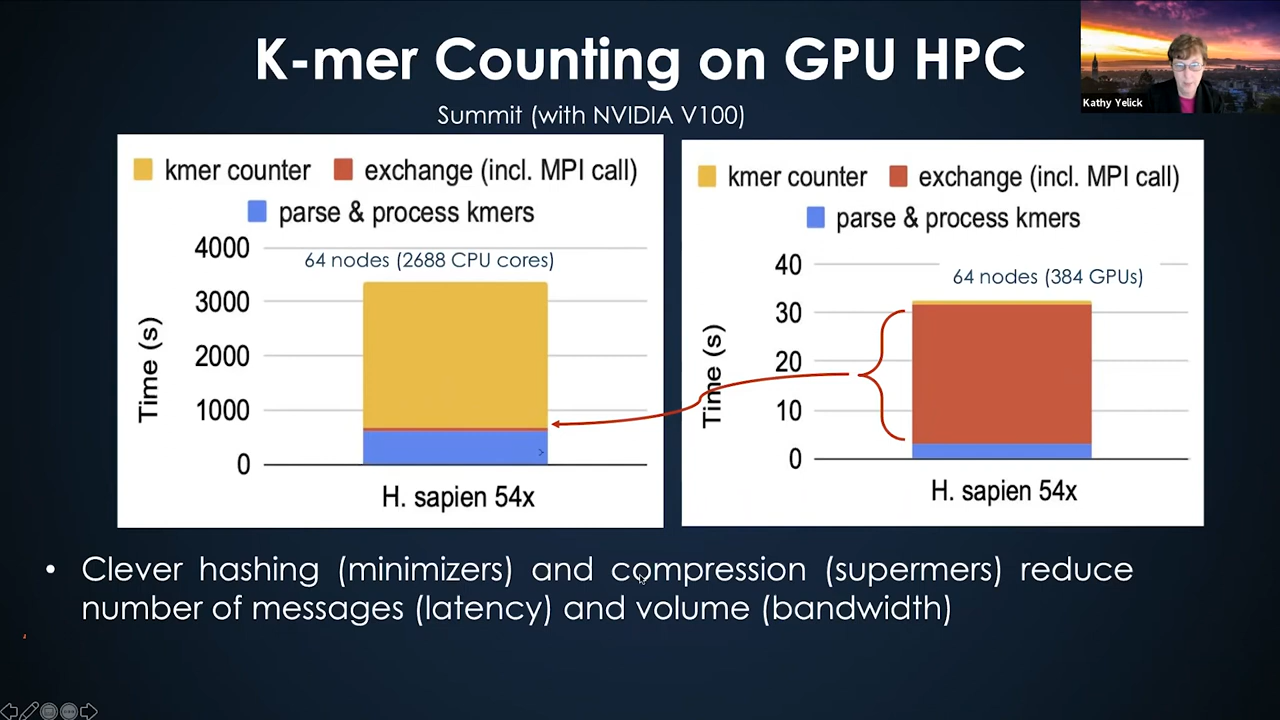 K-mer Counting on GPU HPC
Kathy Yelick
Summit (with NVIDIA V100)
kmer counter exchange (incl. MPI call)
parse & process kmers
4000
64 nodes (2688 CPU cores)
3000
2000
1000
0
Time (s)
H. sapien 54x
kmer counter exchange (incl. MPI call)
parse & process kmers
40
64 nodes (384 GPUs)
30
20
10
0
Time (s)
H. sapien 54x
• Clever hashing (minimizers) and compression (supermers) reduce
number of messages (latency) and volume (bandwidth)